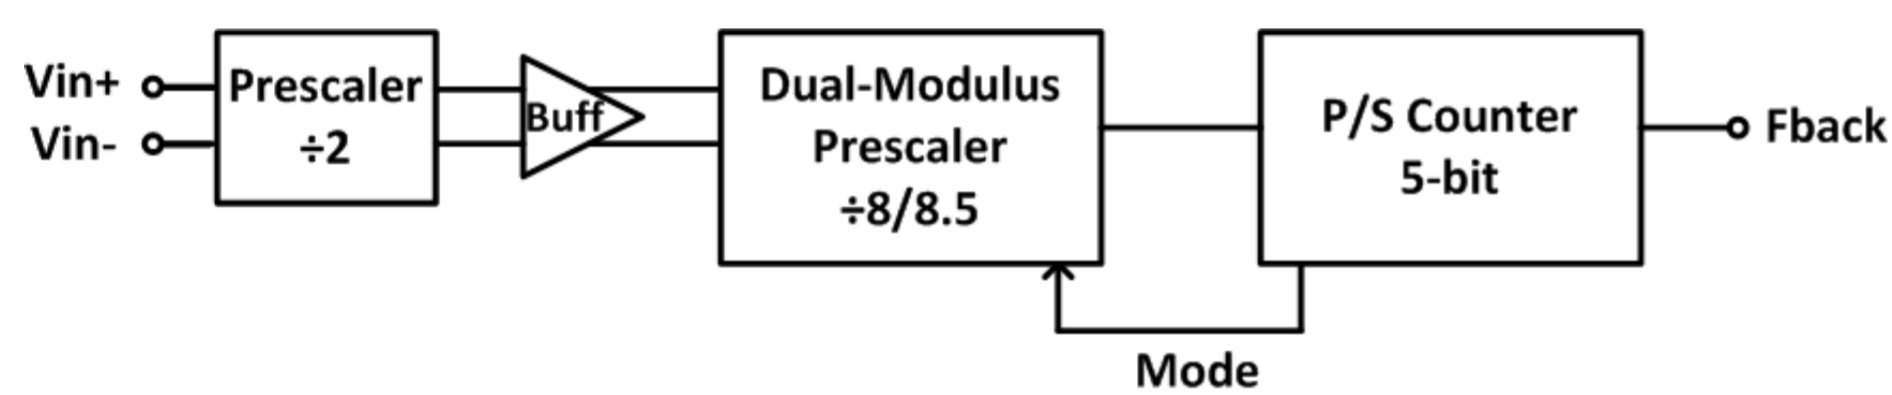 Vin+
Vin-
Prescaler
÷2
Buff
Dual-Modulus
Prescaler
÷8/8.5
P/S Counter
5-bit
Fback
Mode